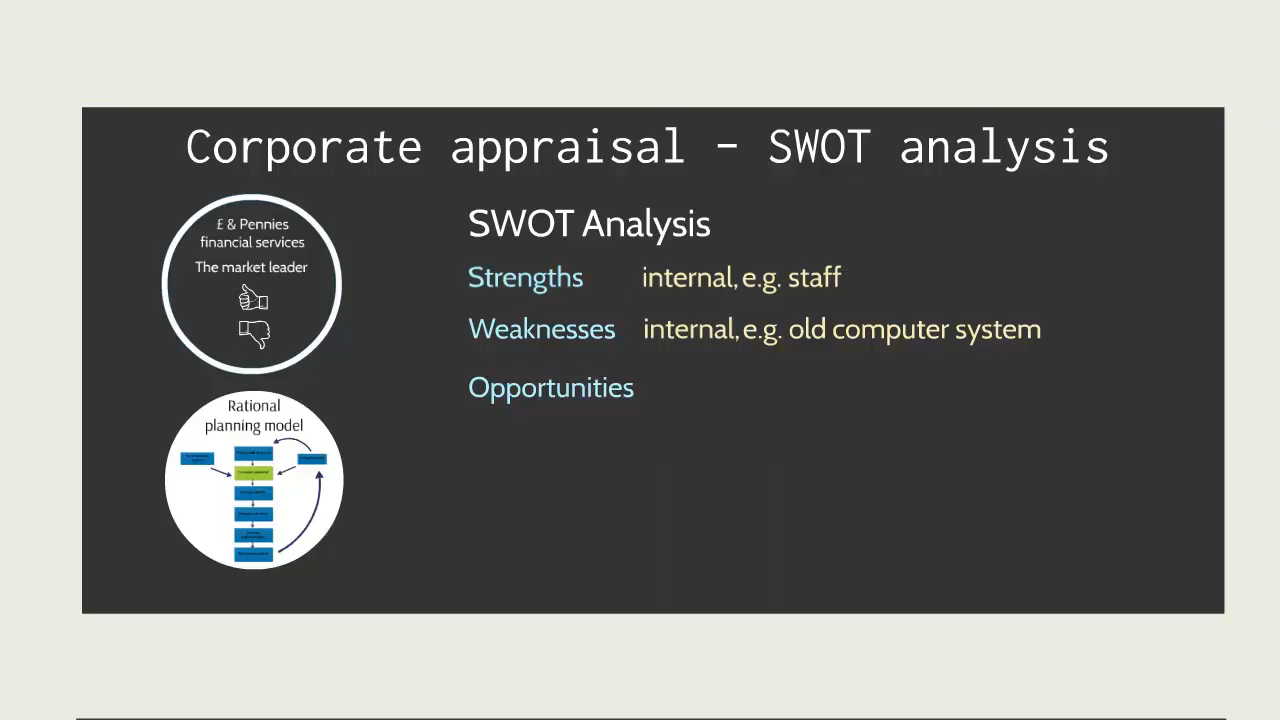 Corporate appraisal - SWOT analysis
£ & Pennies
financial services
The market leader
SWOT Analysis
Strengths internal, e.g. staff
Weaknesses internal, e.g. old computer system
Opportunities
Rational
planning model